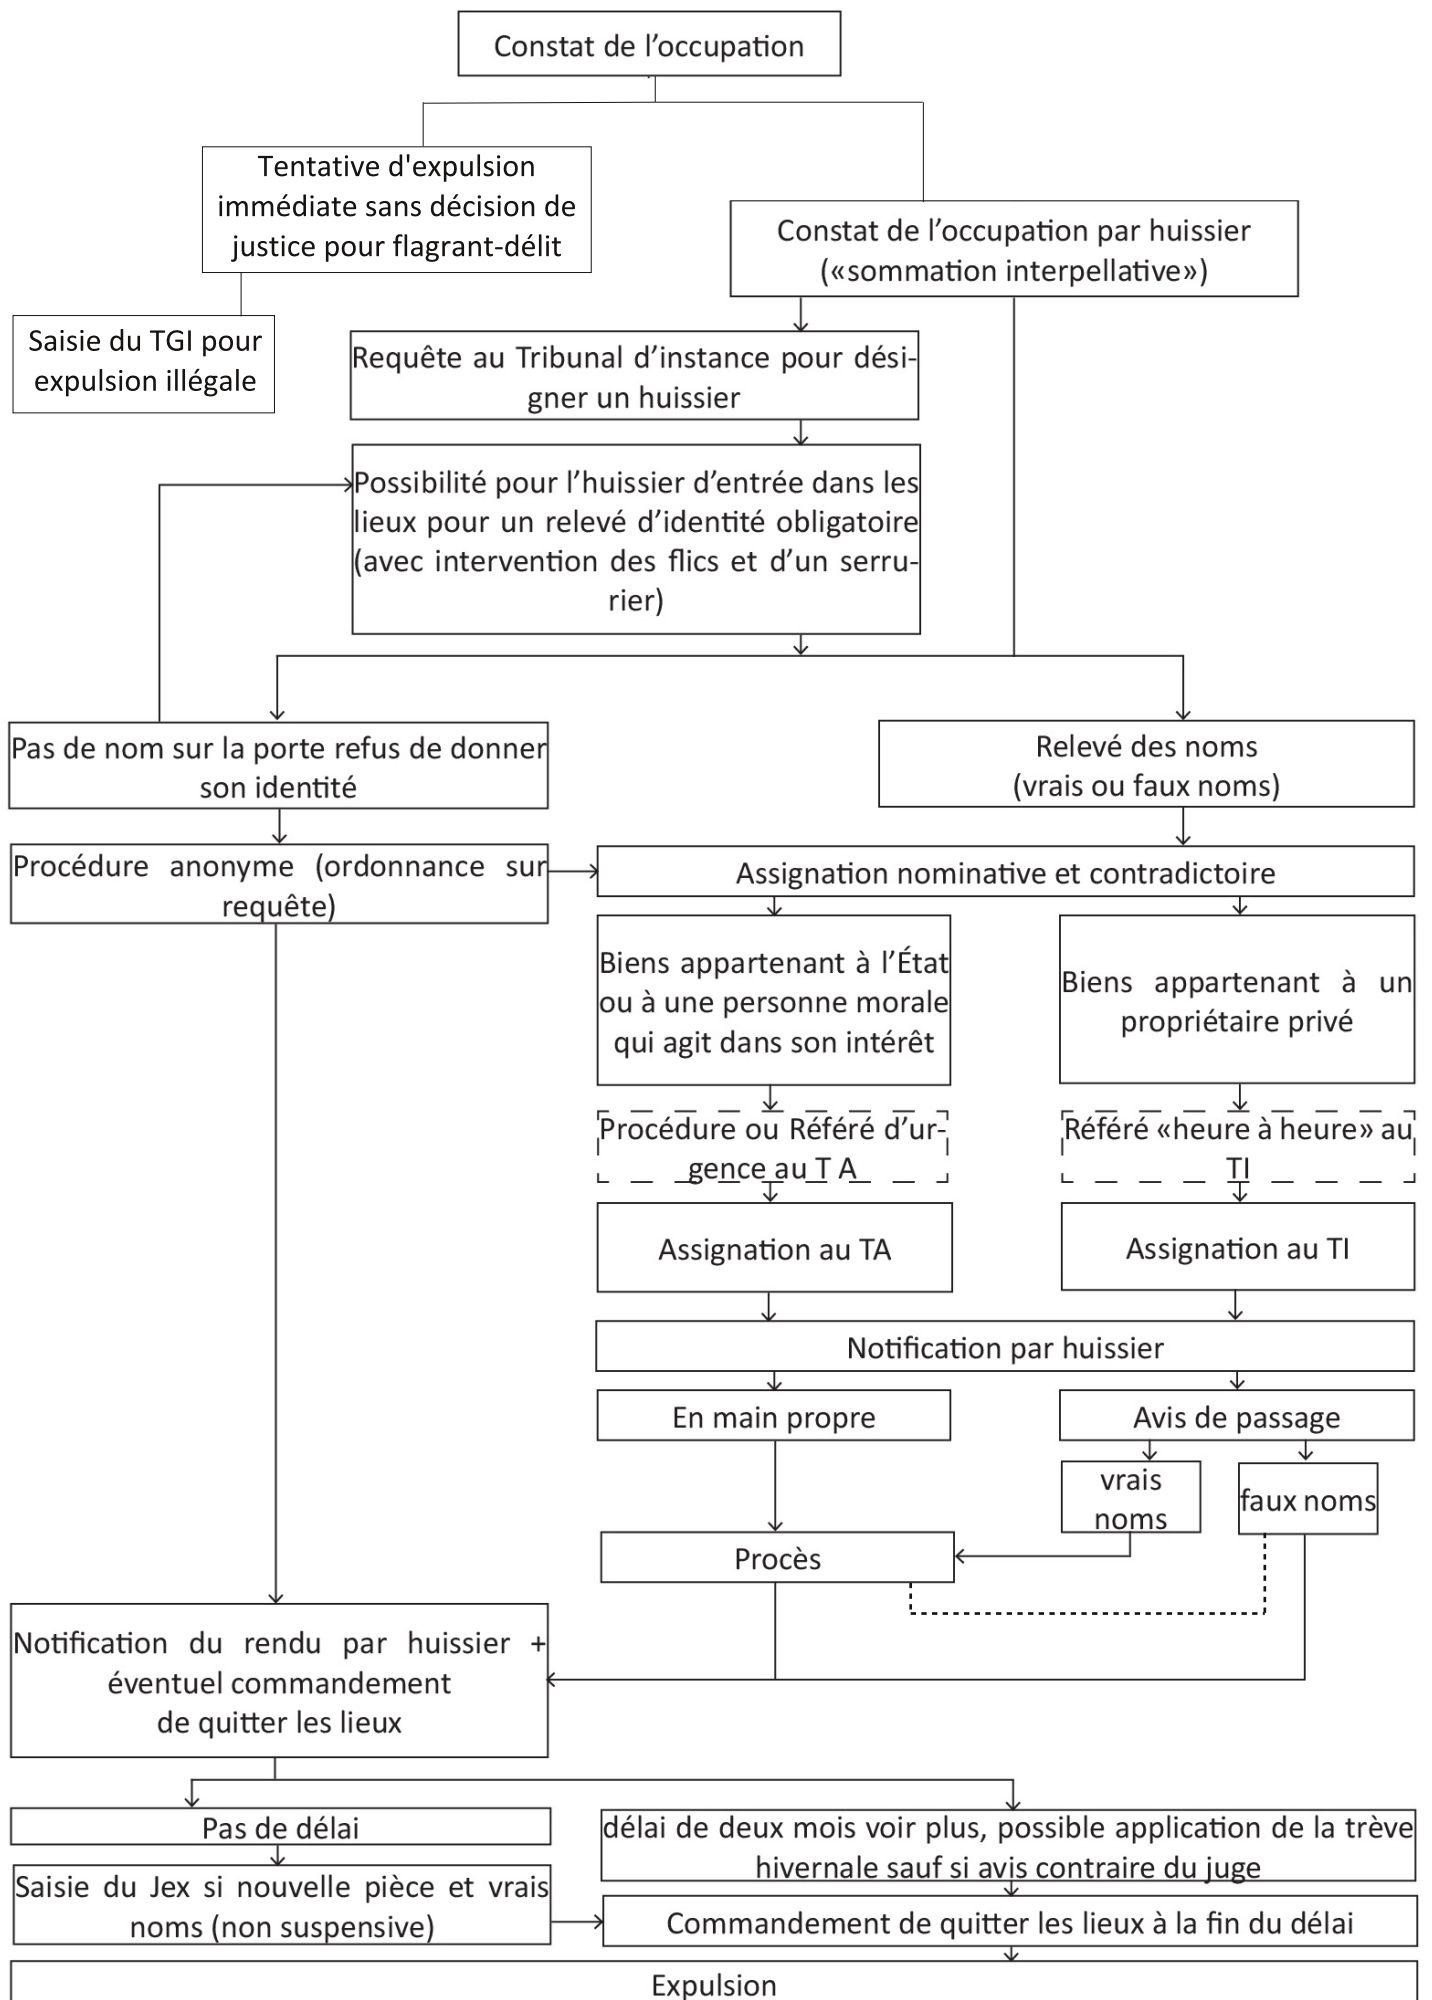 Constat de l’occupation
Tentative d'expulsion
immédiate sans décision de
justice pour flagrant-délit
Constat de l’occupation par huissier
(«sommation interpellative»)
Saisie du TGI pour
expulsion illégale
Requête au Tribunal d’instance pour dési-
gner un huissier
Possibilité pour l’huissier d’entrée dans les
lieux pour un relevé d’identité obligatoire
(avec intervention des flics et d’un serru-
rier)
Pas de nom sur la porte refus de donner
son identité
Relevé des noms
(vrais ou faux noms)
Procédure anonyme (ordonnance sur
requête)
Assignation nominative et contradictoire
Biens appartenant à l’État
ou à une personne morale
qui agit dans son intérêt
Biens appartenant à un
propriétaire privé
Procédure ou Référé d’ur-
gence au T A
Référé «heure à heure» au
TI
Assignation au TA
Assignation au TI
Notification par huissier
En main propre
Avis de passage
vrais
noms
faux noms
Procès
Notification du rendu par huissier +
éventuel commandement
de quitter les lieux
Pas de délai
délai de deux mois voir plus, possible application de la trève
hivernale sauf si avis contraire du juge
Saisie du Jex si nouvelle pièce et vrais
noms (non suspensive)
Commandement de quitter les lieux à la fin du délai
Expulsion